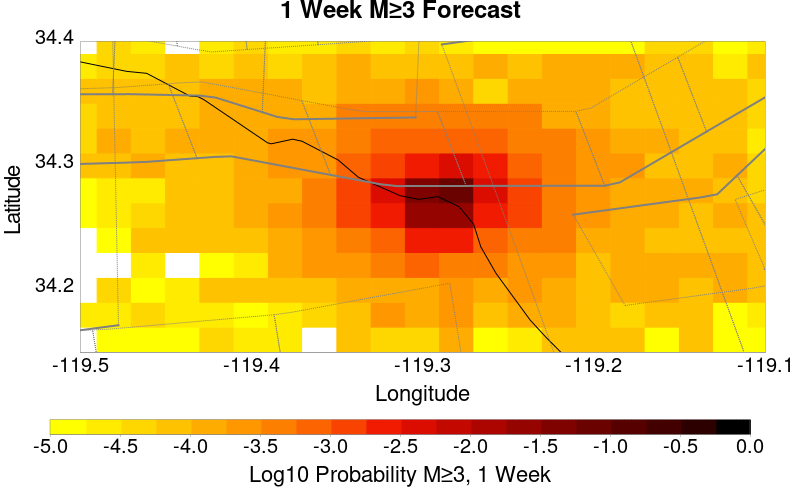 1 Week M≥3 Forecast
34.4
34.3
34.2
Latitude
-119.5 -119.4 -119.3 -119.2 -119.1
Longitude
-5.0 -4.5 -4.0 -3.5 -3.0 -2.5 -2.0 -1.5 -1.0 -0.5 0.0
Log10 Probability M≥3, 1 Week